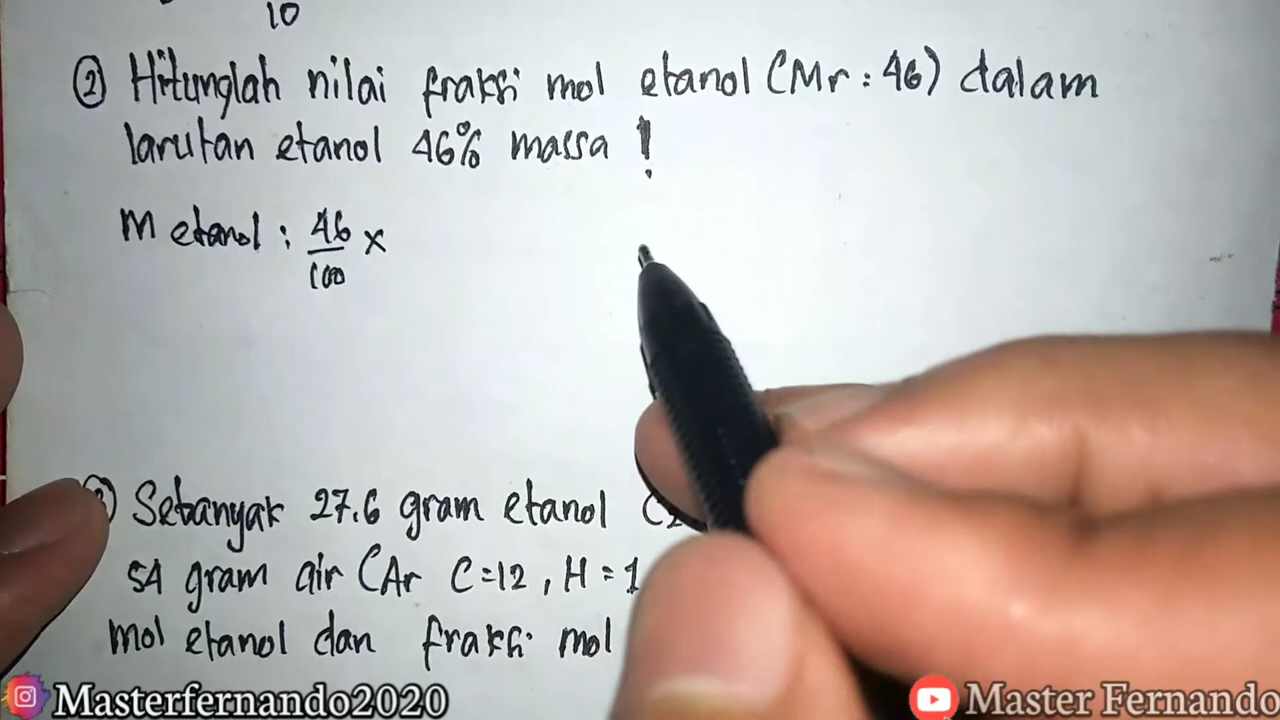 10
② Hitunglah nilai fraksi mol etanol (Mr : 46) dalam
larutan etanol 46% massa !
M etanol : 46/100 x
Sebanyak 27.6 gram etanol
54 gram air (Ar C=12, H=1
mol etanol dan fraksi mol
Masterfernando2020
Master Fernando